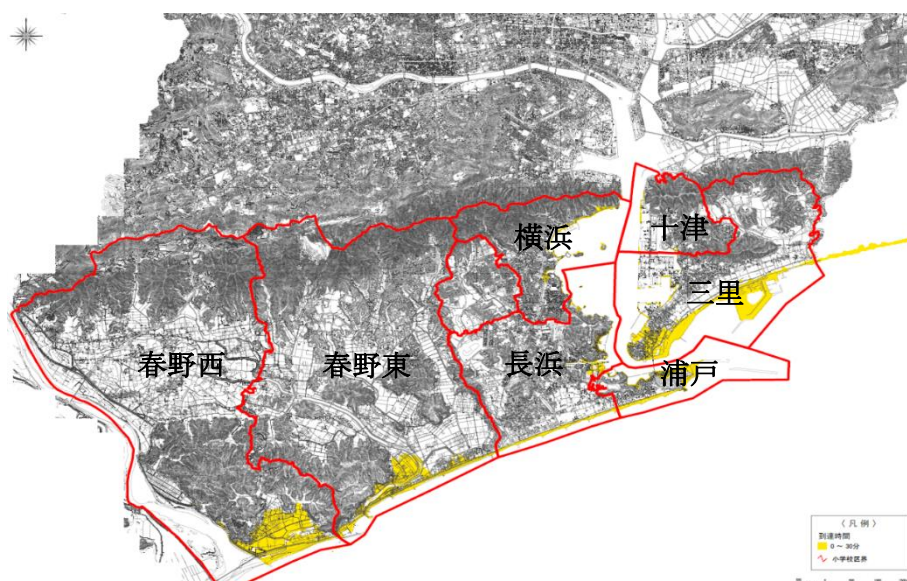 横浜
十津
三里
春野西
春野東
長浜
浦戸
〈凡例〉
到達時間
0～30分
小学校区界